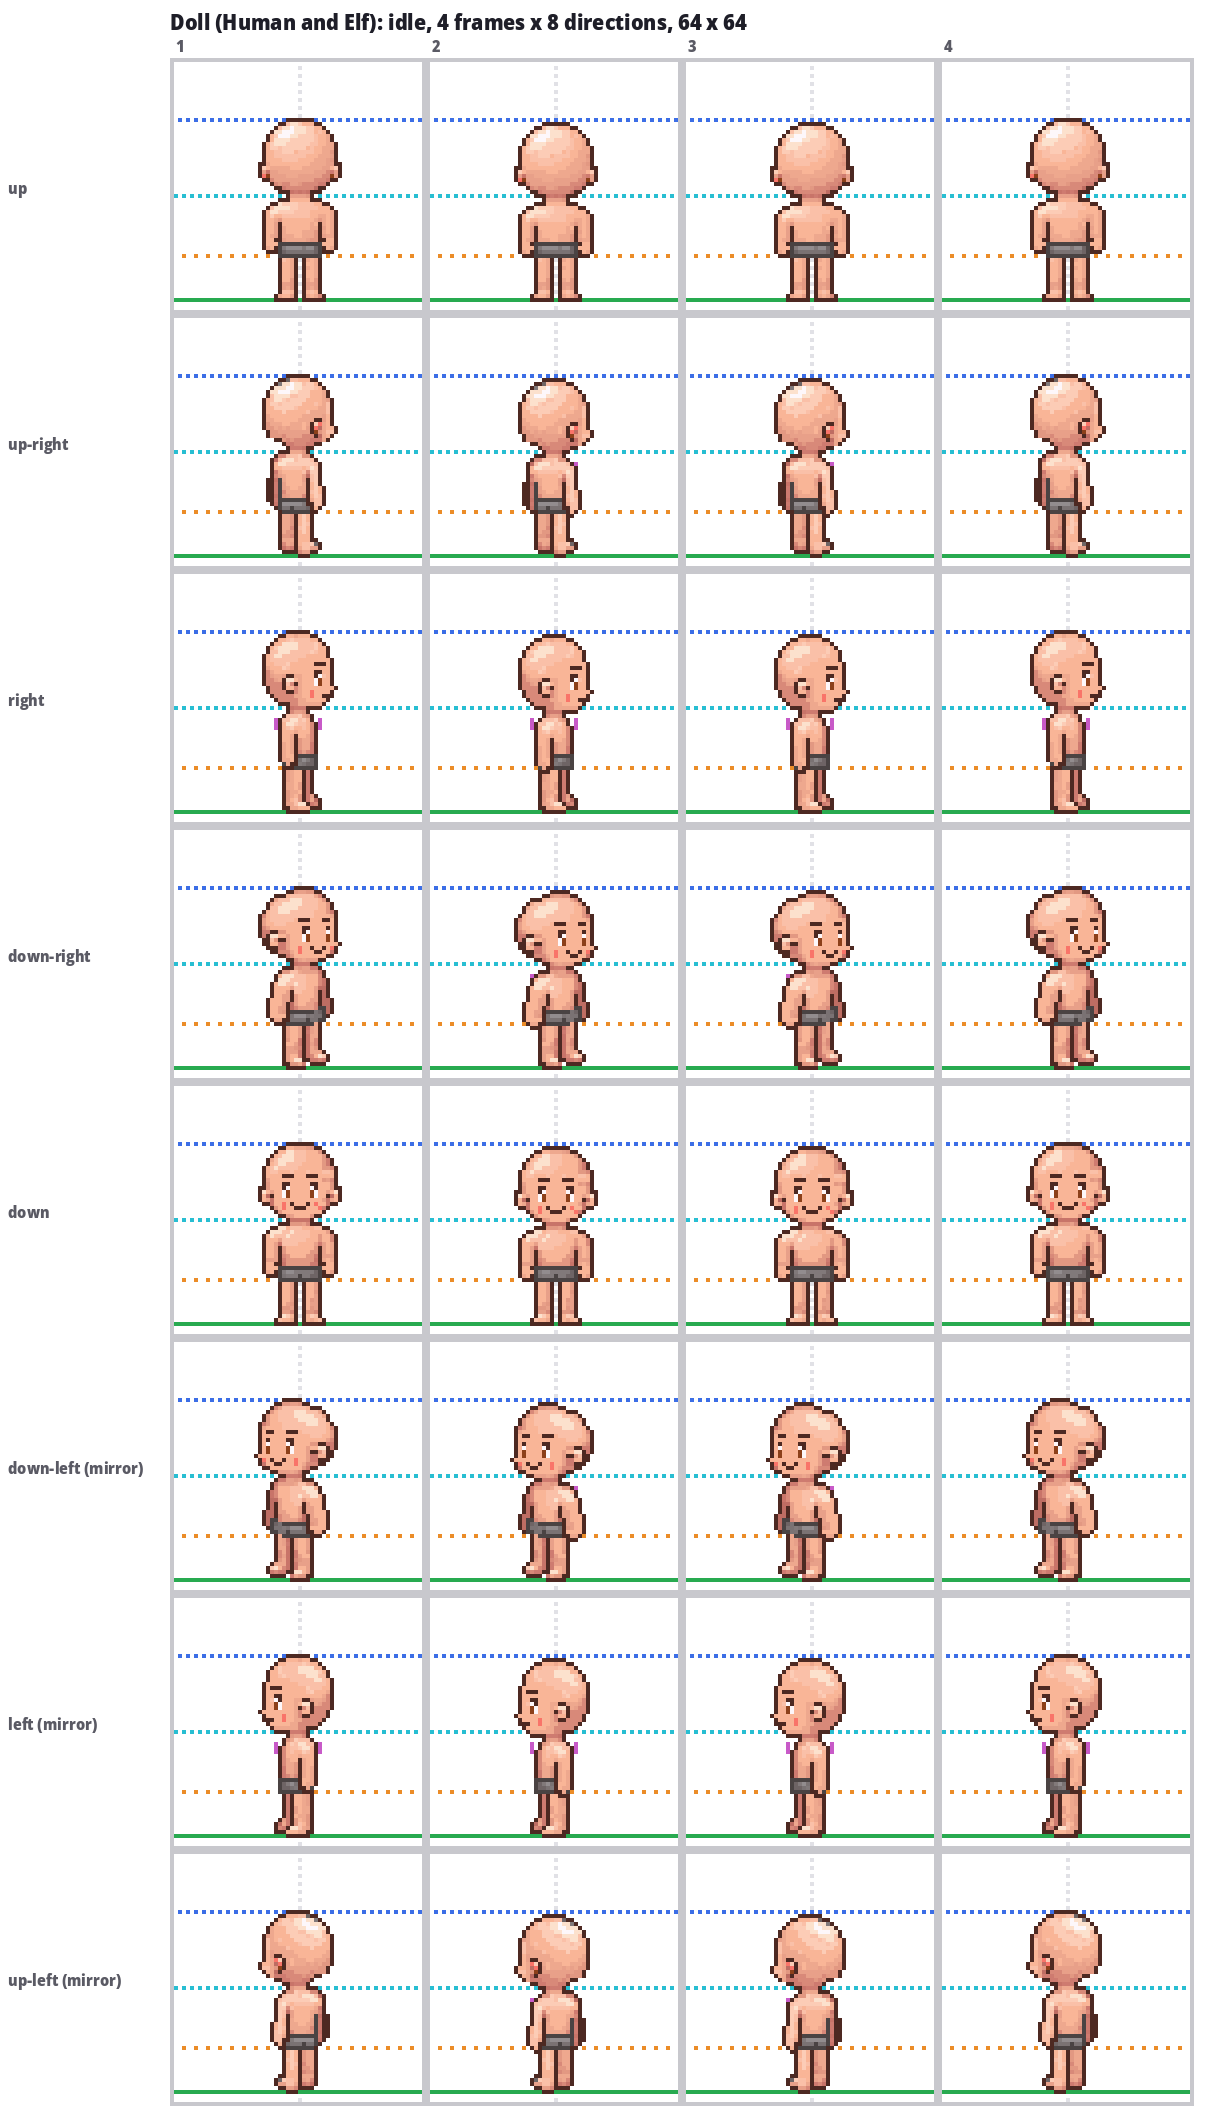 Doll (Human and Elf): idle, 4 frames x 8 directions, 64 x 64
1 2 3 4
up
up-right
right
down-right
down
down-left (mirror)
left (mirror)
up-left (mirror)